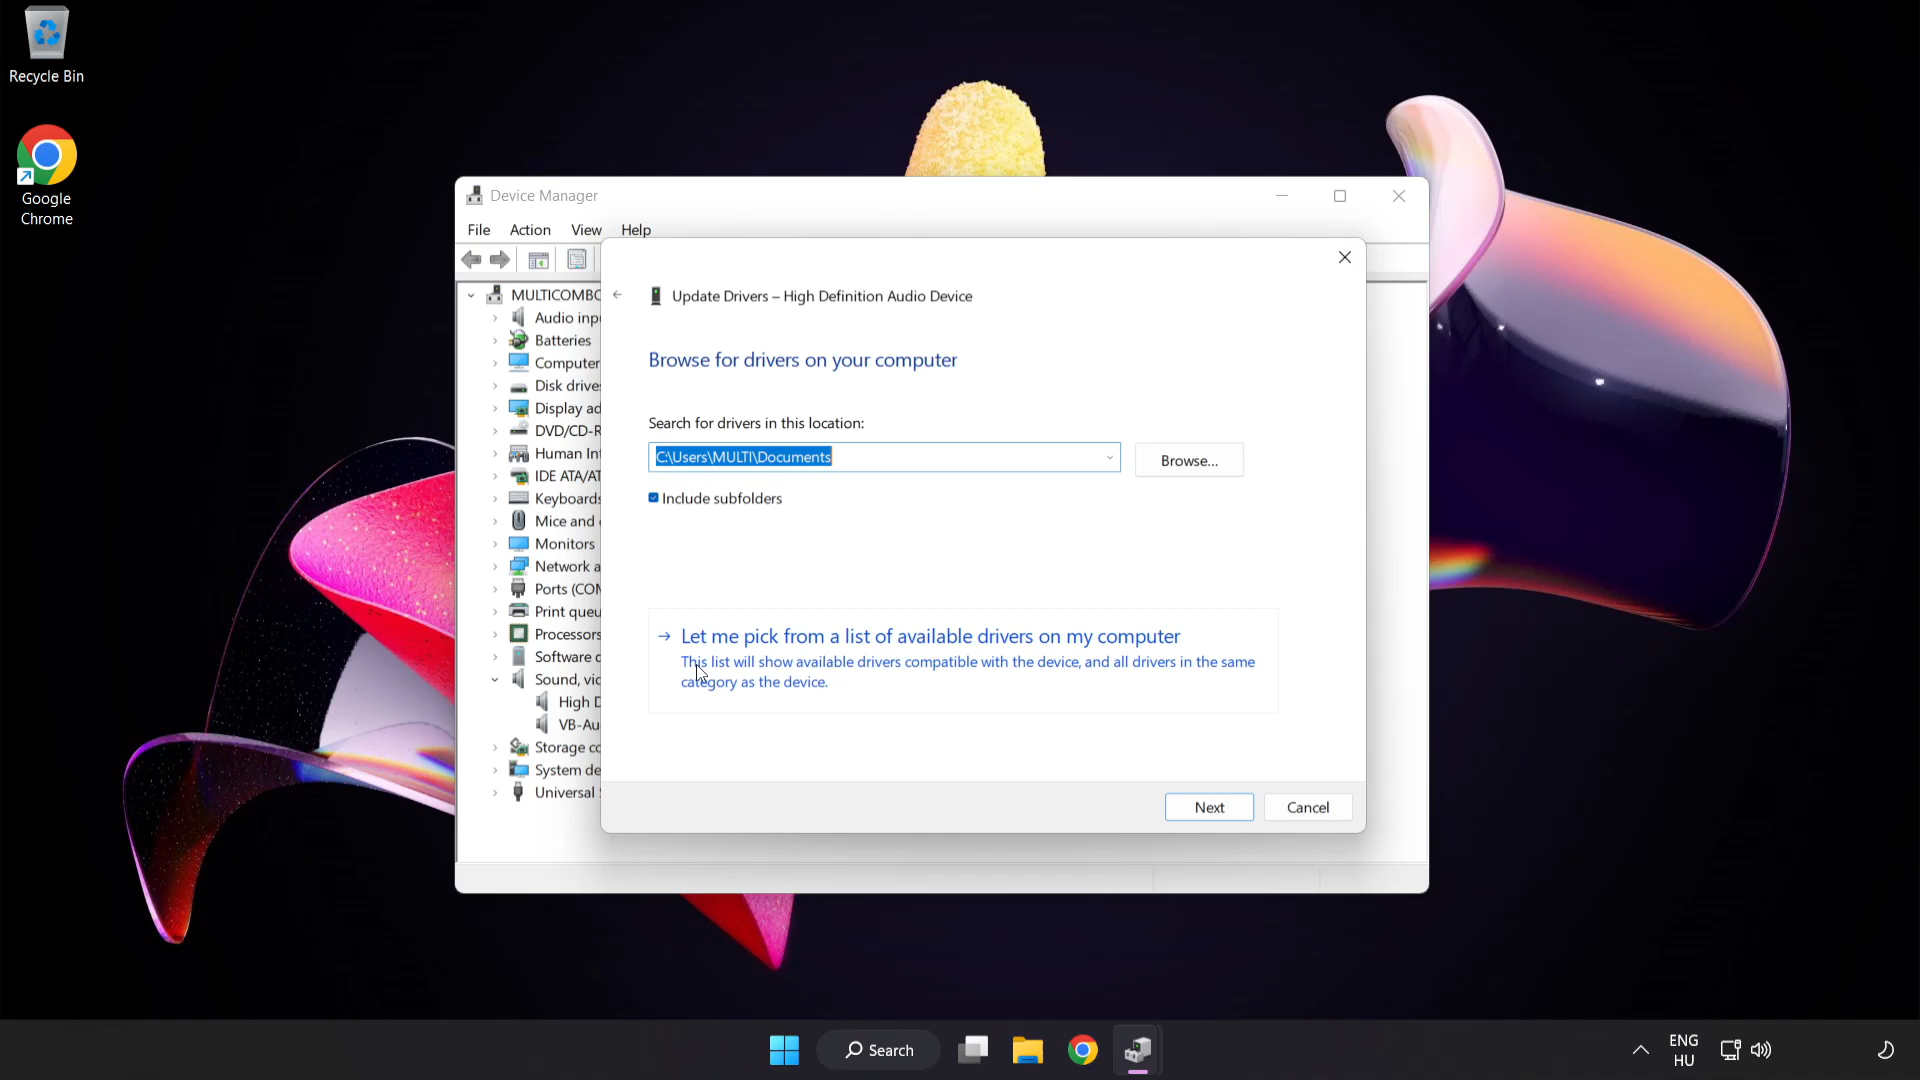 Recycle Bin
Google
Chrome
Device Manager
File Action View Help
MULTICOMBO
Audio inpu
Batteries
Computer
Disk drives
Display ad
DVD/CD-R
Human Int
IDE ATA/AT
Keyboards
Mice and
Monitors
Network a
Ports (COM
Print queu
Processors
Software d
Sound, vid
High D
VB-Au
Storage co
System de
Universal
Update Drivers – High Definition Audio Device
Browse for drivers on your computer
Search for drivers in this location:
C:\Users\MULTI\Documents
Browse...
Include subfolders
Let me pick from a list of available drivers on my computer
This list will show available drivers compatible with the device, and all drivers in the same
category as the device.
Next
Cancel
Search
ENG
HU